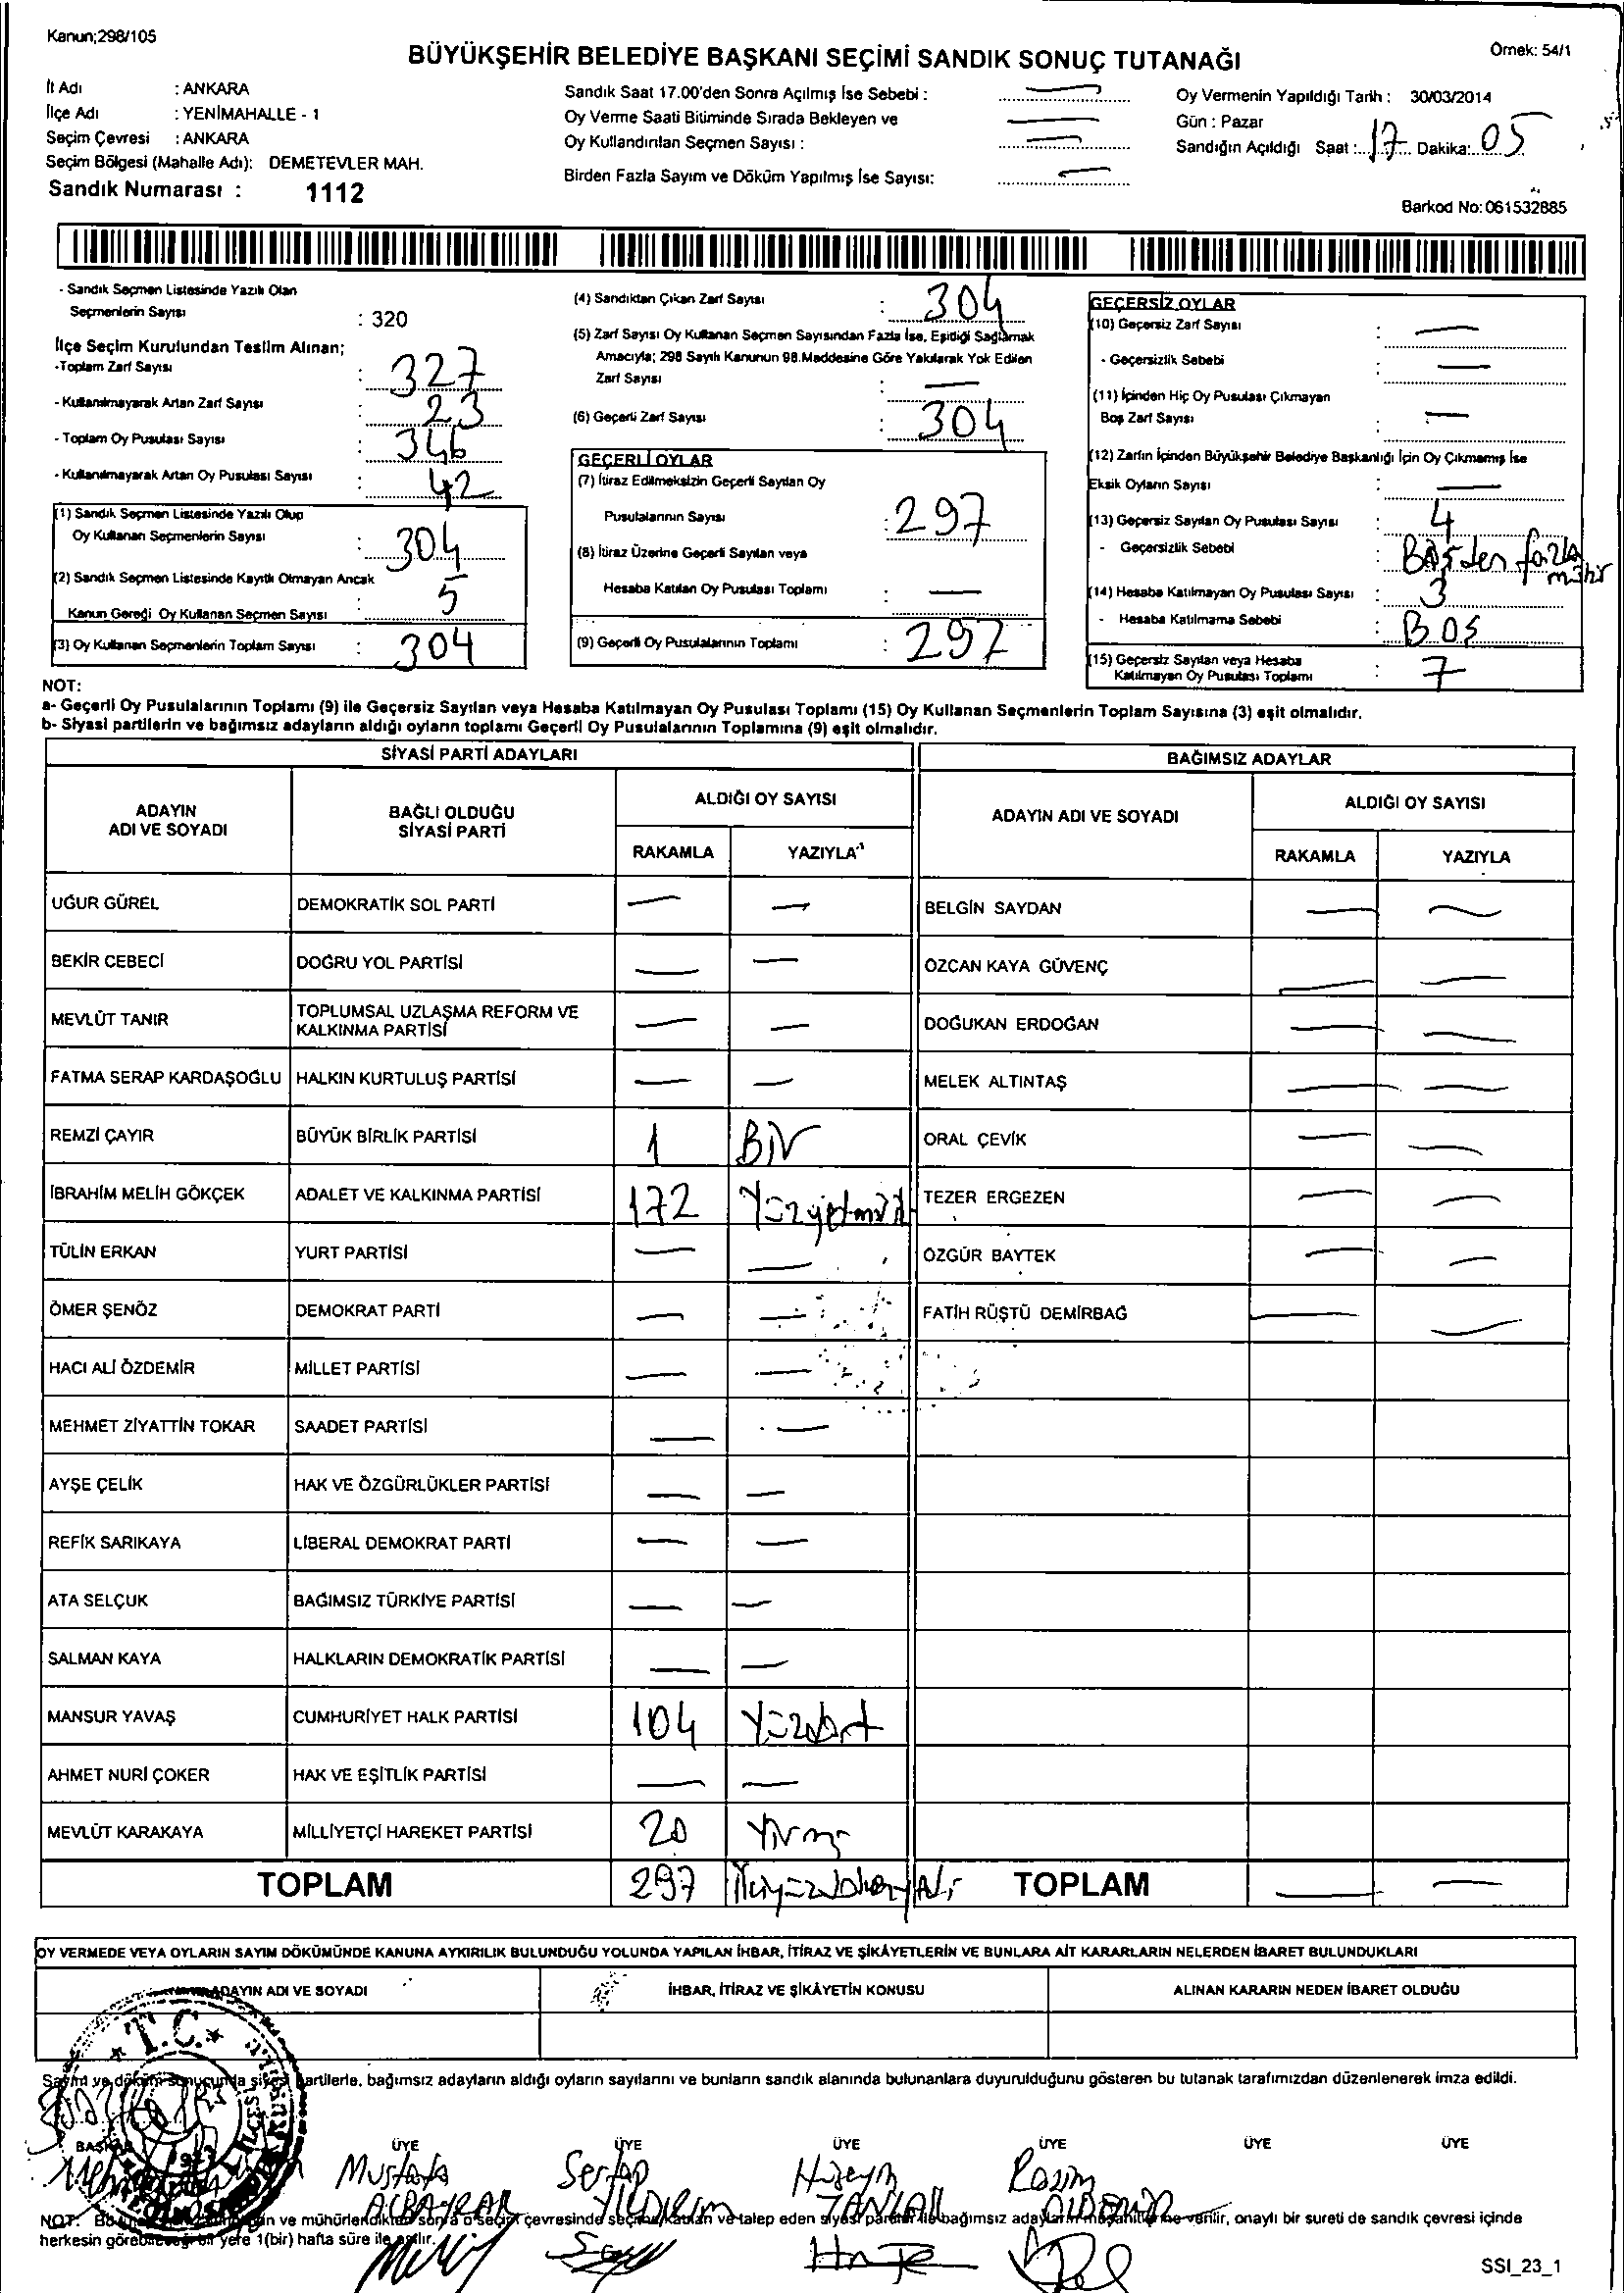 Kanun;298/105
Örnek: 54/1
BÜYÜKŞEHİR BELEDİYE BAŞKANI SEÇİMİ SANDIK SONUÇ TUTANAĞI
İl Adı : ANKARA
İlçe Adı : YENİMAHALLE - 1
Seçim Çevresi : ANKARA
Seçim Bölgesi (Mahalle Adı): DEMETEVLER MAH.
Sandık Numarası : 1112
Sandık Saat 17.00'den Sonra Açılmış İse Sebebi : —
Oy Verme Saati Bitiminde Sırada Bekleyen ve —
Oy Kullandırılan Seçmen Sayısı : —
Birden Fazla Sayım ve Döküm Yapılmış İse Sayısı: —
Oy Vermenin Yapıldığı Tarih : 30/03/2014
Gün : Pazar
Sandığın Açıldığı Saat : 17 Dakika: 05
Barkod No: 061532885
- Sandık Seçmen Listesinde Yazılı Olan
Seçmenlerin Sayısı : 320
İlçe Seçim Kurulundan Teslim Alınan;
-Toplam Zarf Sayısı : 327
- Kullanılmayarak Artan Zarf Sayısı : 23
- Toplam Oy Pusulası Sayısı : 346
- Kullanılmayarak Artan Oy Pusulası Sayısı : 42
(1) Sandık Seçmen Listesinde Yazılı Olup
Oy Kullanan Seçmenlerin Sayısı : 304
(2) Sandık Seçmen Listesinde Kayıtlı Olmayan Ancak
Kanun Gereği Oy Kullanan Seçmen Sayısı : 5
(3) Oy Kullanan Seçmenlerin Toplam Sayısı : 304
(4) Sandıktan Çıkan Zarf Sayısı : 304
(5) Zarf Sayısı Oy Kullanan Seçmen Sayısından Fazla İse, Eşitliği Sağlamak
Amacıyla; 298 Sayılı Kanunun 98.Maddesine Göre Yakılarak Yok Edilen
Zarf Sayısı : —
(6) Geçerli Zarf Sayısı : 304
GEÇERLİ OYLAR
(7) İtiraz Edilmeksizin Geçerli Sayılan Oy
Pusulalarının Sayısı : 297
(8) İtiraz Üzerine Geçerli Sayılan veya
Hesaba Katılan Oy Pusulası Toplamı : —
(9) Geçerli Oy Pusulalarının Toplamı : 297
GEÇERSİZ OYLAR
(10) Geçersiz Zarf Sayısı : —
- Geçersizlik Sebebi : —
(11) İçinden Hiç Oy Pusulası Çıkmayan
Boş Zarf Sayısı : —
(12) Zarfın İçinden Büyükşehir Belediye Başkanlığı İçin Oy Çıkmamış İse
Eksik Oyların Sayısı : —
(13) Geçersiz Sayılan Oy Pusulası Sayısı : 4
- Geçersizlik Sebebi : Birden fazla mühür
(14) Hesaba Katılmayan Oy Pusulası Sayısı : 3
- Hesaba Katılmama Sebebi : BOŞ
(15) Geçersiz Sayılan veya Hesaba
Katılmayan Oy Pusulası Toplamı : 7
NOT:
a- Geçerli Oy Pusulalarının Toplamı (9) ile Geçersiz Sayılan veya Hesaba Katılmayan Oy Pusulası Toplamı (15) Oy Kullanan Seçmenlerin Toplam Sayısına (3) eşit olmalıdır.
b- Siyasi partilerin ve bağımsız adayların aldığı oyların toplamı Geçerli Oy Pusulalarının Toplamına (9) eşit olmalıdır.
SİYASİ PARTİ ADAYLARI BAĞIMSIZ ADAYLAR
ADAYIN ADI VE SOYADI BAĞLI OLDUĞU SİYASİ PARTİ ALDIĞI OY SAYISI ADAYIN ADI VE SOYADI ALDIĞI OY SAYISI
RAKAMLA YAZIYLA RAKAMLA YAZIYLA
UĞUR GÜREL DEMOKRATİK SOL PARTİ — — BELGİN SAYDAN — —
BEKİR CEBECİ DOĞRU YOL PARTİSİ — — ÖZCAN KAYA GÜVENÇ — —
MEVLÜT TANIR TOPLUMSAL UZLAŞMA REFORM VE KALKINMA PARTİSİ — — DOĞUKAN ERDOĞAN — —
FATMA SERAP KARDAŞOĞLU HALKIN KURTULUŞ PARTİSİ — — MELEK ALTINTAŞ — —
REMZİ ÇAYIR BÜYÜK BİRLİK PARTİSİ 1 Bir ORAL ÇEVİK — —
İBRAHİM MELİH GÖKÇEK ADALET VE KALKINMA PARTİSİ 172 Yüzyetmişiki TEZER ERGEZEN — —
TÜLİN ERKAN YURT PARTİSİ — — ÖZGÜR BAYTEK — —
ÖMER ŞENÖZ DEMOKRAT PARTİ — — FATİH RÜŞTÜ DEMİRBAĞ — —
HACI ALİ ÖZDEMİR MİLLET PARTİSİ — —
MEHMET ZİYATTİN TOKAR SAADET PARTİSİ — —
AYŞE ÇELİK HAK VE ÖZGÜRLÜKLER PARTİSİ — —
REFİK SARIKAYA LİBERAL DEMOKRAT PARTİ — —
ATA SELÇUK BAĞIMSIZ TÜRKİYE PARTİSİ — —
SALMAN KAYA HALKLARIN DEMOKRATİK PARTİSİ — —
MANSUR YAVAŞ CUMHURİYET HALK PARTİSİ 104 Yüzdört
AHMET NURİ ÇOKER HAK VE EŞİTLİK PARTİSİ — —
MEVLÜT KARAKAYA MİLLİYETÇİ HAREKET PARTİSİ 20 Yirmi
TOPLAM 297 İkiyüzdoksanyedi TOPLAM — —
OY VERMEDE VEYA OYLARIN SAYIM DÖKÜMÜNDE KANUNA AYKIRILIK BULUNDUĞU YOLUNDA YAPILAN İHBAR, İTİRAZ VE ŞİKÂYETLERİN VE BUNLARA AİT KARARLARIN NELERDEN İBARET BULUNDUKLARI
ADAYIN ADI VE SOYADI İHBAR, İTİRAZ VE ŞİKÂYETİN KONUSU ALINAN KARARIN NEDEN İBARET OLDUĞU
T.C.
Sayım ve döküm sonucunda siyasi partilerle, bağımsız adayların aldığı oyların sayılarını ve bunların sandık alanında bulunanlara duyurulduğunu gösteren bu tutanak tarafımızdan düzenlenerek imza edildi.
BAŞKAN ÜYE ÜYE ÜYE ÜYE ÜYE ÜYE
Mustafa Sertap Hüseyin Rasim
YILDIRIM
NOT: ve mühürlendikten sonra o seçim çevresinde seçime katılan ve talep eden siyasi partiler ile bağımsız adayların müşahitlerine verilir, onaylı bir sureti de sandık çevresi içinde
herkesin görebileceği bir yere 1(bir) hafta süre ile asılır.
SSI_23_1